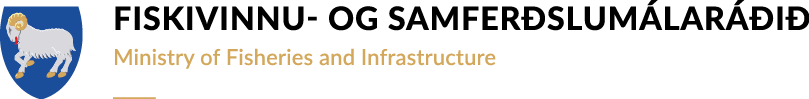 FISKIVINNU- OG SAMFERÐSLUMÁLARÁÐIÐ
Ministry of Fisheries and Infrastructure